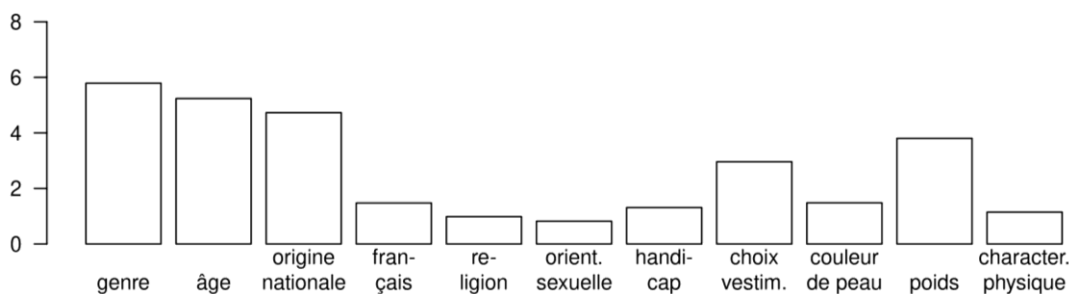 8
6
4
2
0
origine fran- re- orient. handi- choix couleur character.
genre âge nationale çais ligion sexuelle cap vestim. de peau poids physique